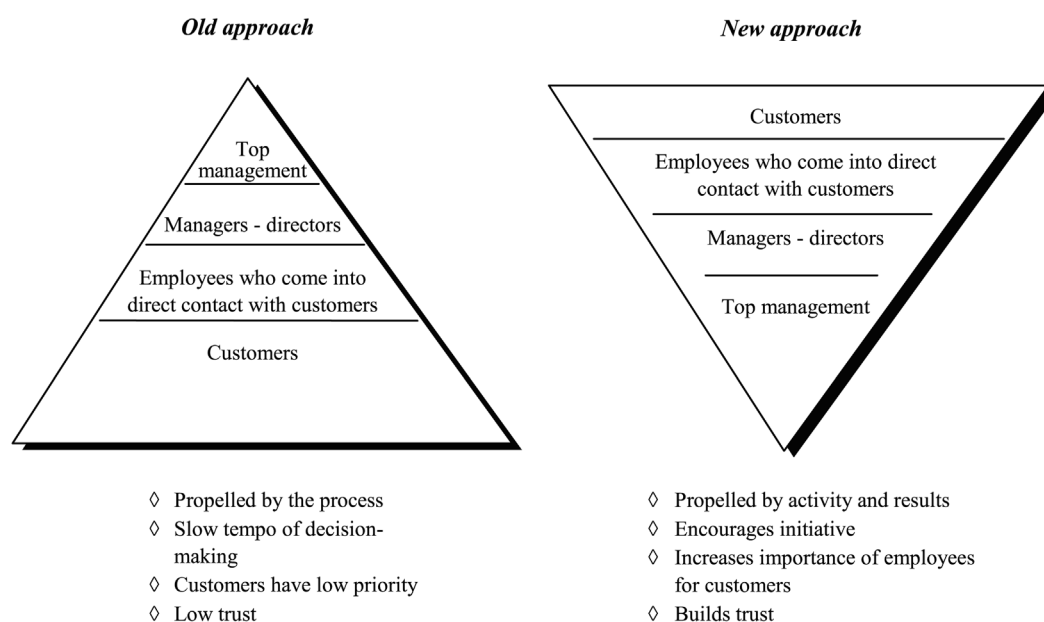 Old approach
Top
management
Managers - directors
Employees who come into
direct contact with customers
Customers
◊ Propelled by the process
◊ Slow tempo of decision-
making
◊ Customers have low priority
◊ Low trust
New approach
Customers
Employees who come into direct
contact with customers
Managers - directors
Top management
◊ Propelled by activity and results
◊ Encourages initiative
◊ Increases importance of employees
for customers
◊ Builds trust